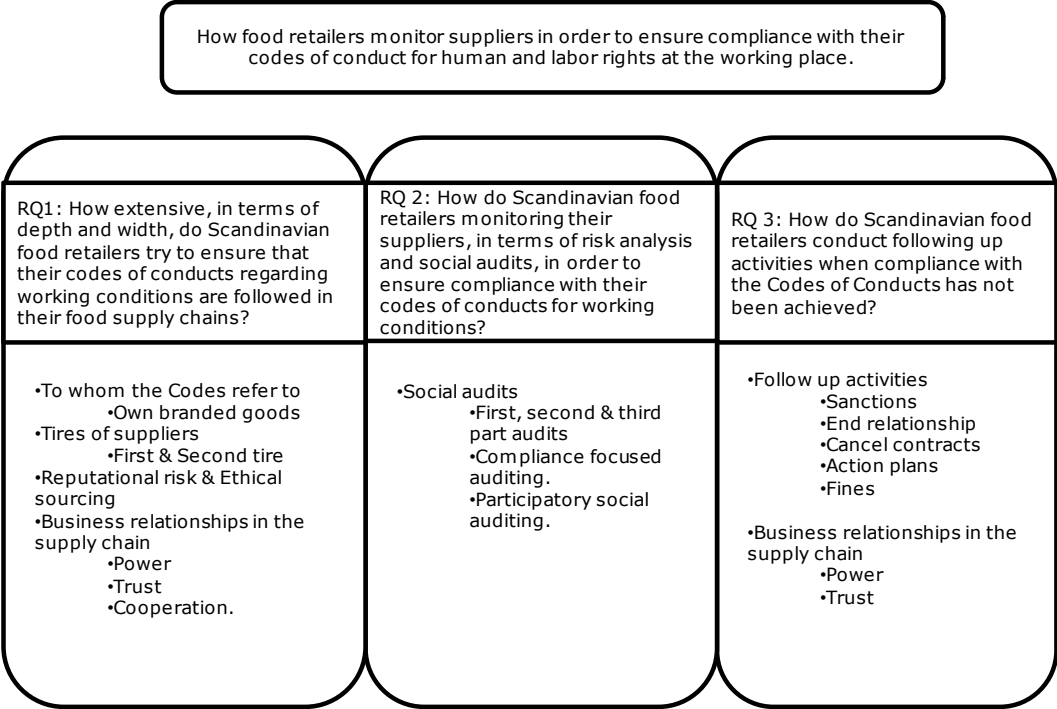 How food retailers monitor suppliers in order to ensure compliance with their
codes of conduct for human and labor rights at the working place.
RQ1: How extensive, in terms of
depth and width, do Scandinavian
food retailers try to ensure that
their codes of conducts regarding
working conditions are followed in
their food supply chains?
•To whom the Codes refer to
•Own branded goods
•Tires of suppliers
•First & Second tire
•Reputational risk & Ethical
sourcing
•Business relationships in the
supply chain
•Power
•Trust
•Cooperation.
RQ 2: How do Scandinavian food
retailers monitoring their
suppliers, in terms of risk analysis
and social audits, in order to
ensure compliance with their
codes of conducts for working
conditions?
•Social audits
•First, second & third
part audits
•Compliance focused
auditing.
•Participatory social
auditing.
RQ 3: How do Scandinavian food
retailers conduct following up
activities when compliance with
the Codes of Conducts has not
been achieved?
•Follow up activities
•Sanctions
•End relationship
•Cancel contracts
•Action plans
•Fines
•Business relationships in the
supply chain
•Power
•Trust